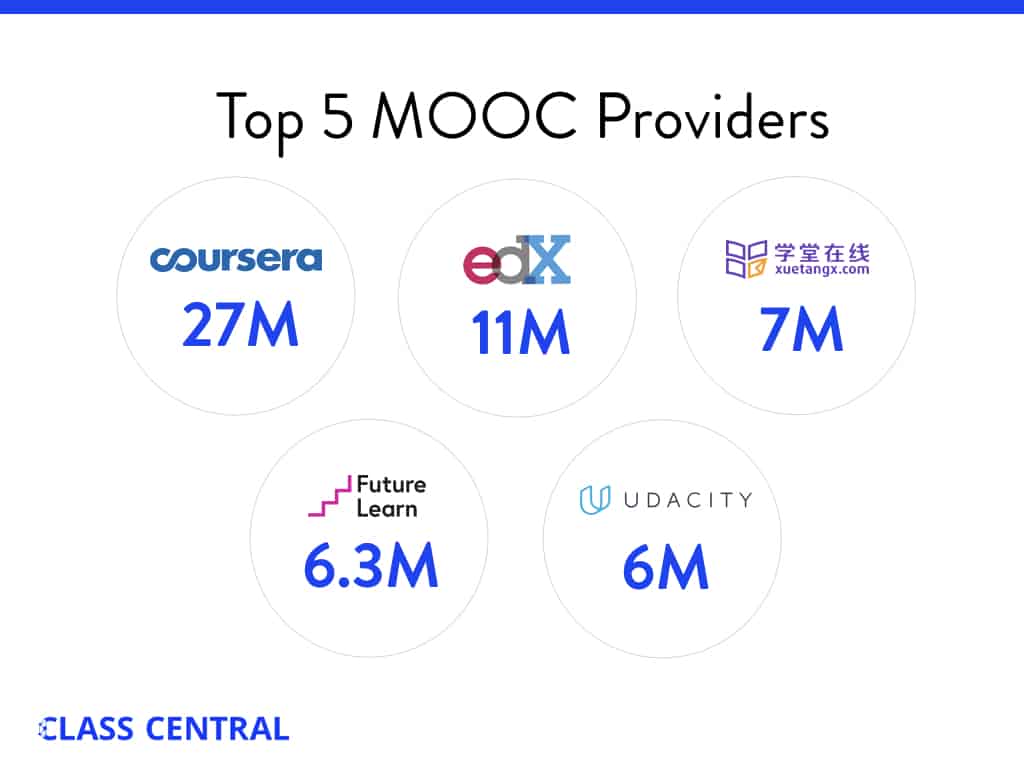 Top 5 MOOC Providers
coursera
27M
edX
11M
学堂在线
xuetangx.com
7M
Future
Learn
6.3M
UDACITY
6M
CLASS CENTRAL